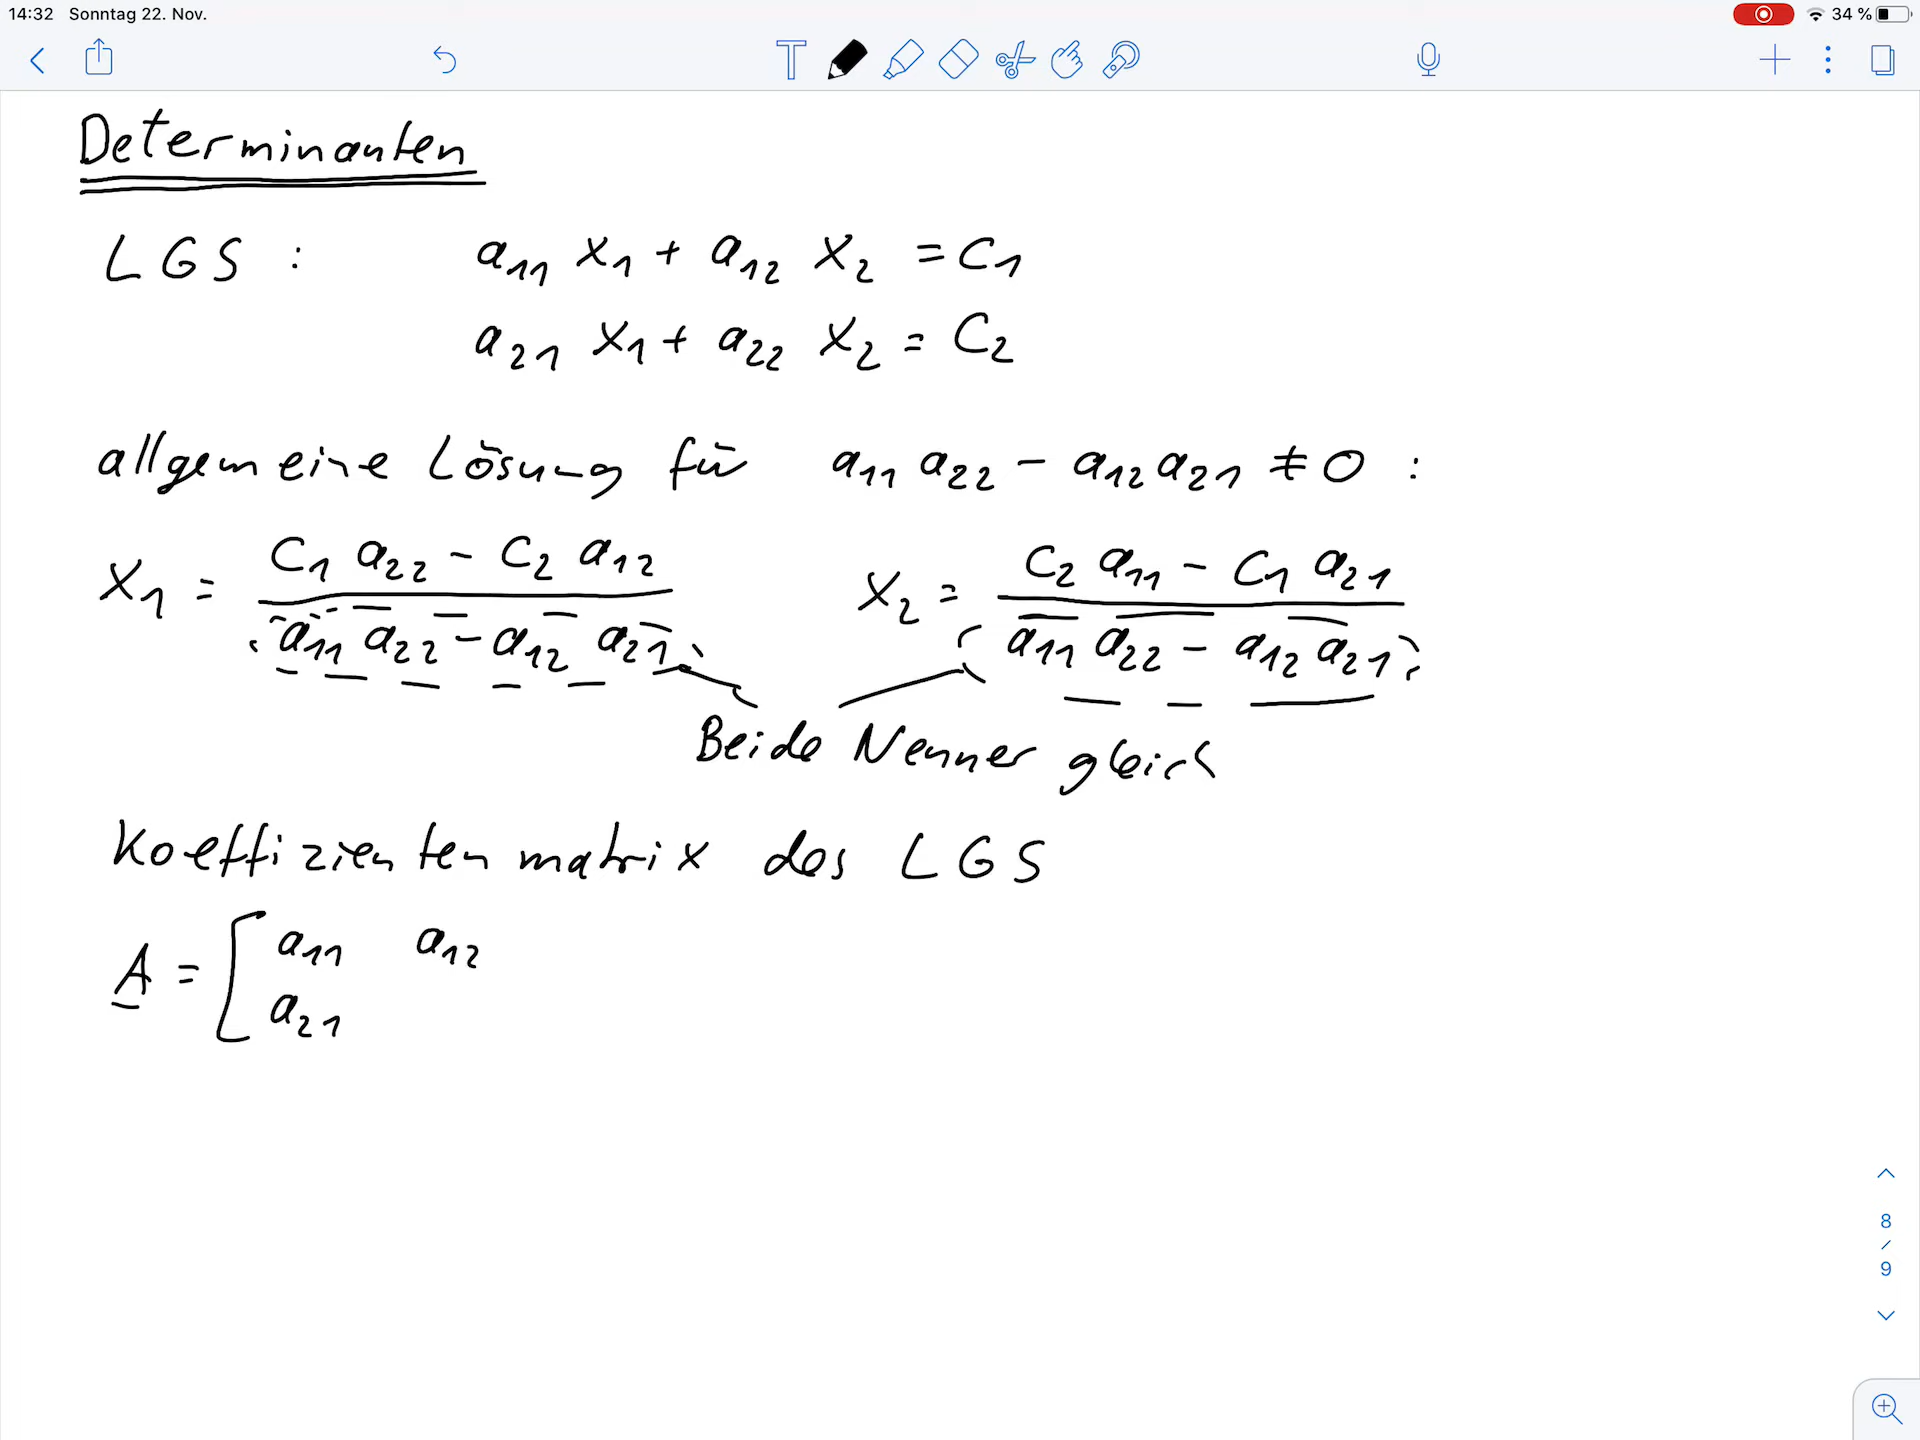 14:32 Sonntag 22. Nov. 34 %
T
Determinanten
LGS : a₁₁ x₁ + a₁₂ x₂ = c₁
a₂₁ x₁ + a₂₂ x₂ = c₂
allgemeine Lösung für a₁₁ a₂₂ - a₁₂ a₂₁ ≠ 0 :
x₁ = (c₁ a₂₂ - c₂ a₁₂) / (a₁₁ a₂₂ - a₁₂ a₂₁) x₂ = (c₂ a₁₁ - c₁ a₂₁) / (a₁₁ a₂₂ - a₁₂ a₂₁)
Beide Nenner gleich
Koeffizientenmatrix des LGS
A = [ a₁₁ a₁₂
a₂₁
8
/
9